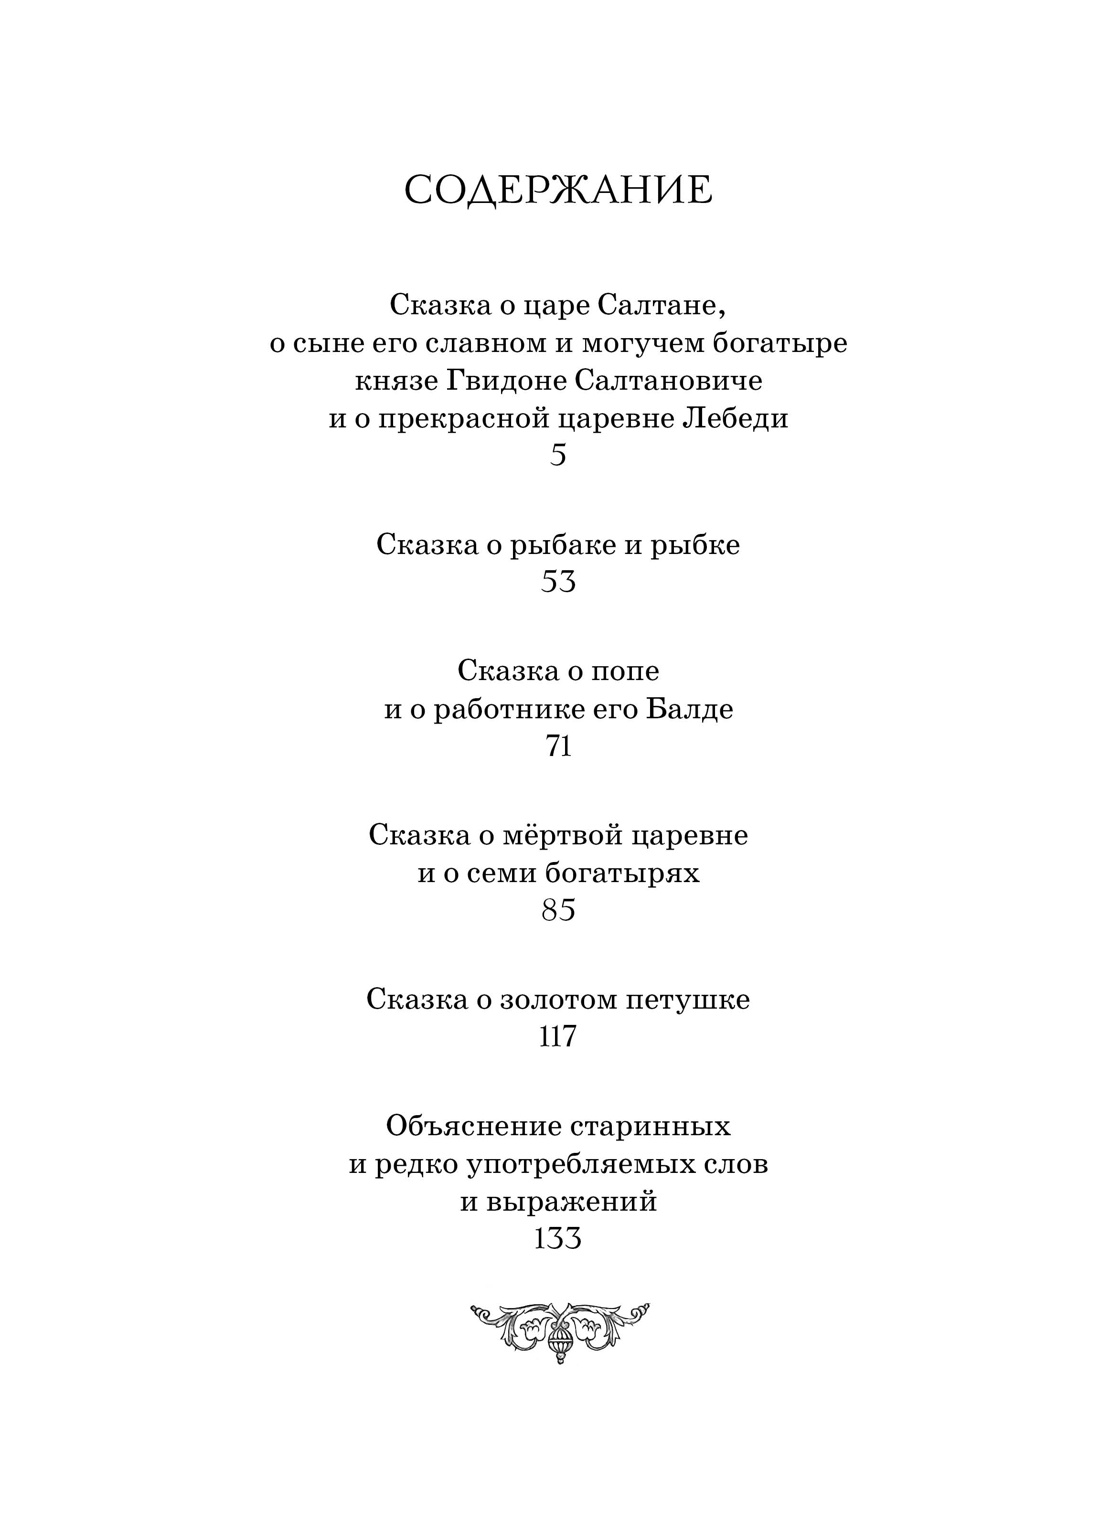 СОДЕРЖАНИЕ
Сказка о царе Салтане,
о сыне его славном и могучем богатыре
князе Гвидоне Салтановиче
и о прекрасной царевне Лебеди
5
Сказка о рыбаке и рыбке
53
Сказка о попе
и о работнике его Балде
71
Сказка о мёртвой царевне
и о семи богатырях
85
Сказка о золотом петушке
117
Объяснение старинных
и редко употребляемых слов
и выражений
133